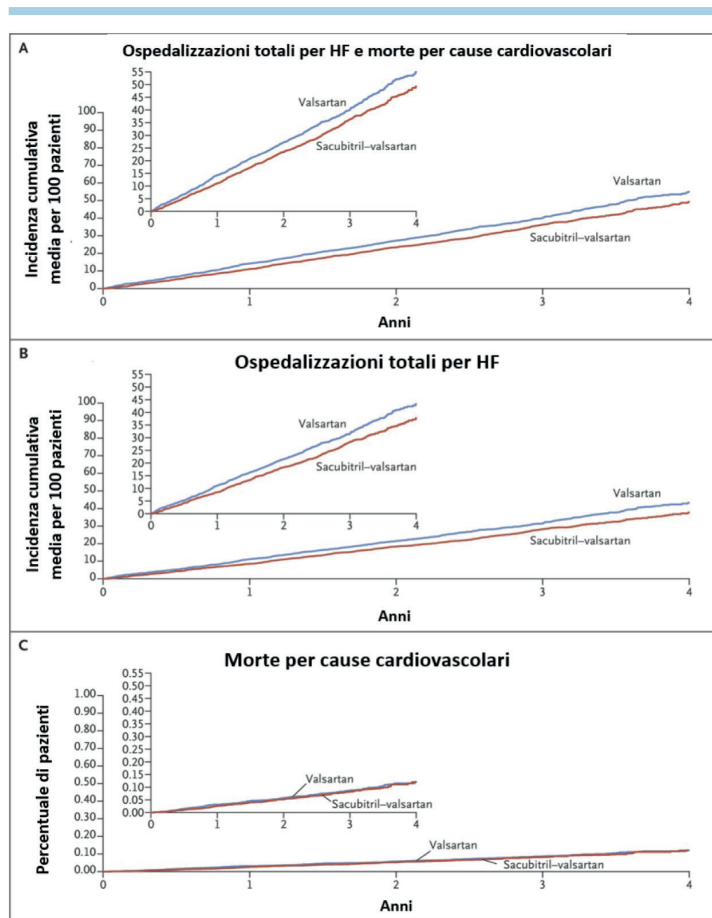 A
Ospedalizzazioni totali per HF e morte per cause cardiovascolari
Incidenza cumulativa
media per 100 pazienti
100
90
80
70
60
50
40
30
20
10
0
55
50
45
40
35
30
25
20
15
10
5
0
0 1 2 3 4
Valsartan
Sacubitril–valsartan
Valsartan
Sacubitril–valsartan
0 1 2 3 4
Anni
B
Ospedalizzazioni totali per HF
Incidenza cumulativa
media per 100 pazienti
100
90
80
70
60
50
40
30
20
10
0
55
50
45
40
35
30
25
20
15
10
5
0
0 1 2 3 4
Valsartan
Sacubitril–valsartan
Valsartan
Sacubitril–valsartan
0 1 2 3 4
Anni
C
Morte per cause cardiovascolari
Percentuale di pazienti
1.00
0.90
0.80
0.70
0.60
0.50
0.40
0.30
0.20
0.10
0.00
0.55
0.50
0.45
0.40
0.35
0.30
0.25
0.20
0.15
0.10
0.05
0.00
0 1 2 3 4
Valsartan
Sacubitril–valsartan
Valsartan
Sacubitril–valsartan
0 1 2 3 4
Anni